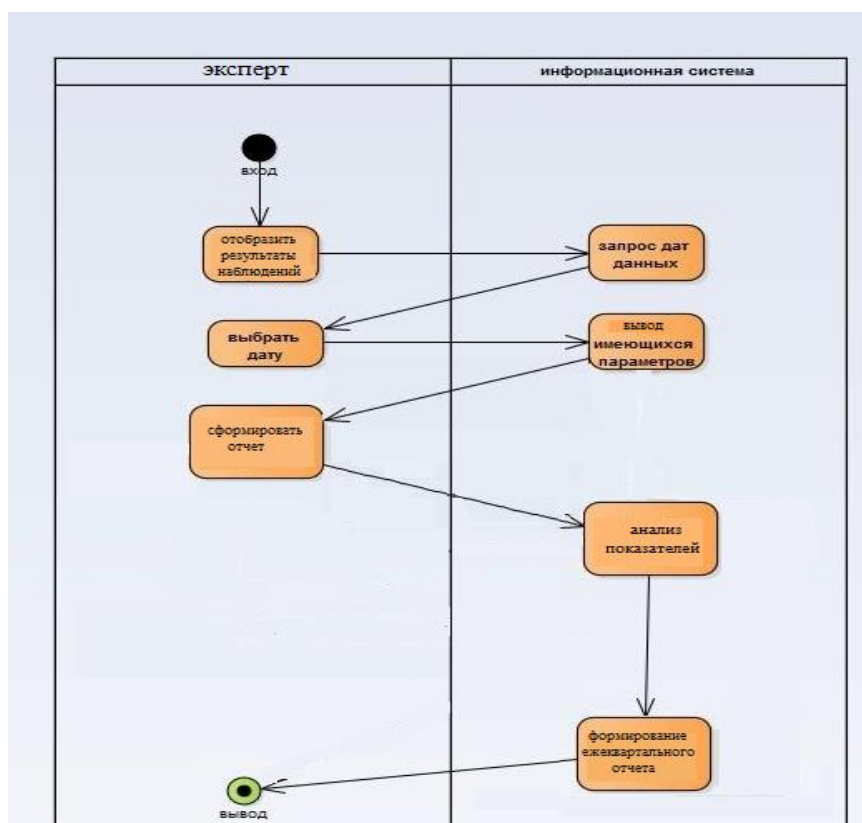 эксперт
информационная система
вход
отобразить
результаты
наблюдений
запрос дат
данных
выбрать
дату
вывод
имеющихся
параметров
сформировать
отчет
анализ
показателей
формирование
ежеквартального
отчета
вывод